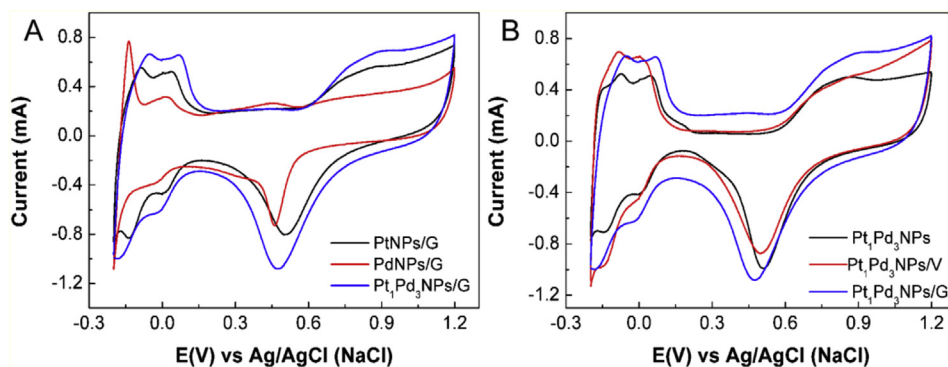 A
0.8
0.4
0.0
-0.4
-0.8
-1.2
Current (mA)
PtNPs/G
PdNPs/G
Pt₁Pd₃NPs/G
-0.3 0.0 0.3 0.6 0.9 1.2
E(V) vs Ag/AgCl (NaCl)
B
0.8
0.4
0.0
-0.4
-0.8
-1.2
Current (mA)
Pt₁Pd₃NPs
Pt₁Pd₃NPs/V
Pt₁Pd₃NPs/G
-0.3 0.0 0.3 0.6 0.9 1.2
E(V) vs Ag/AgCl (NaCl)